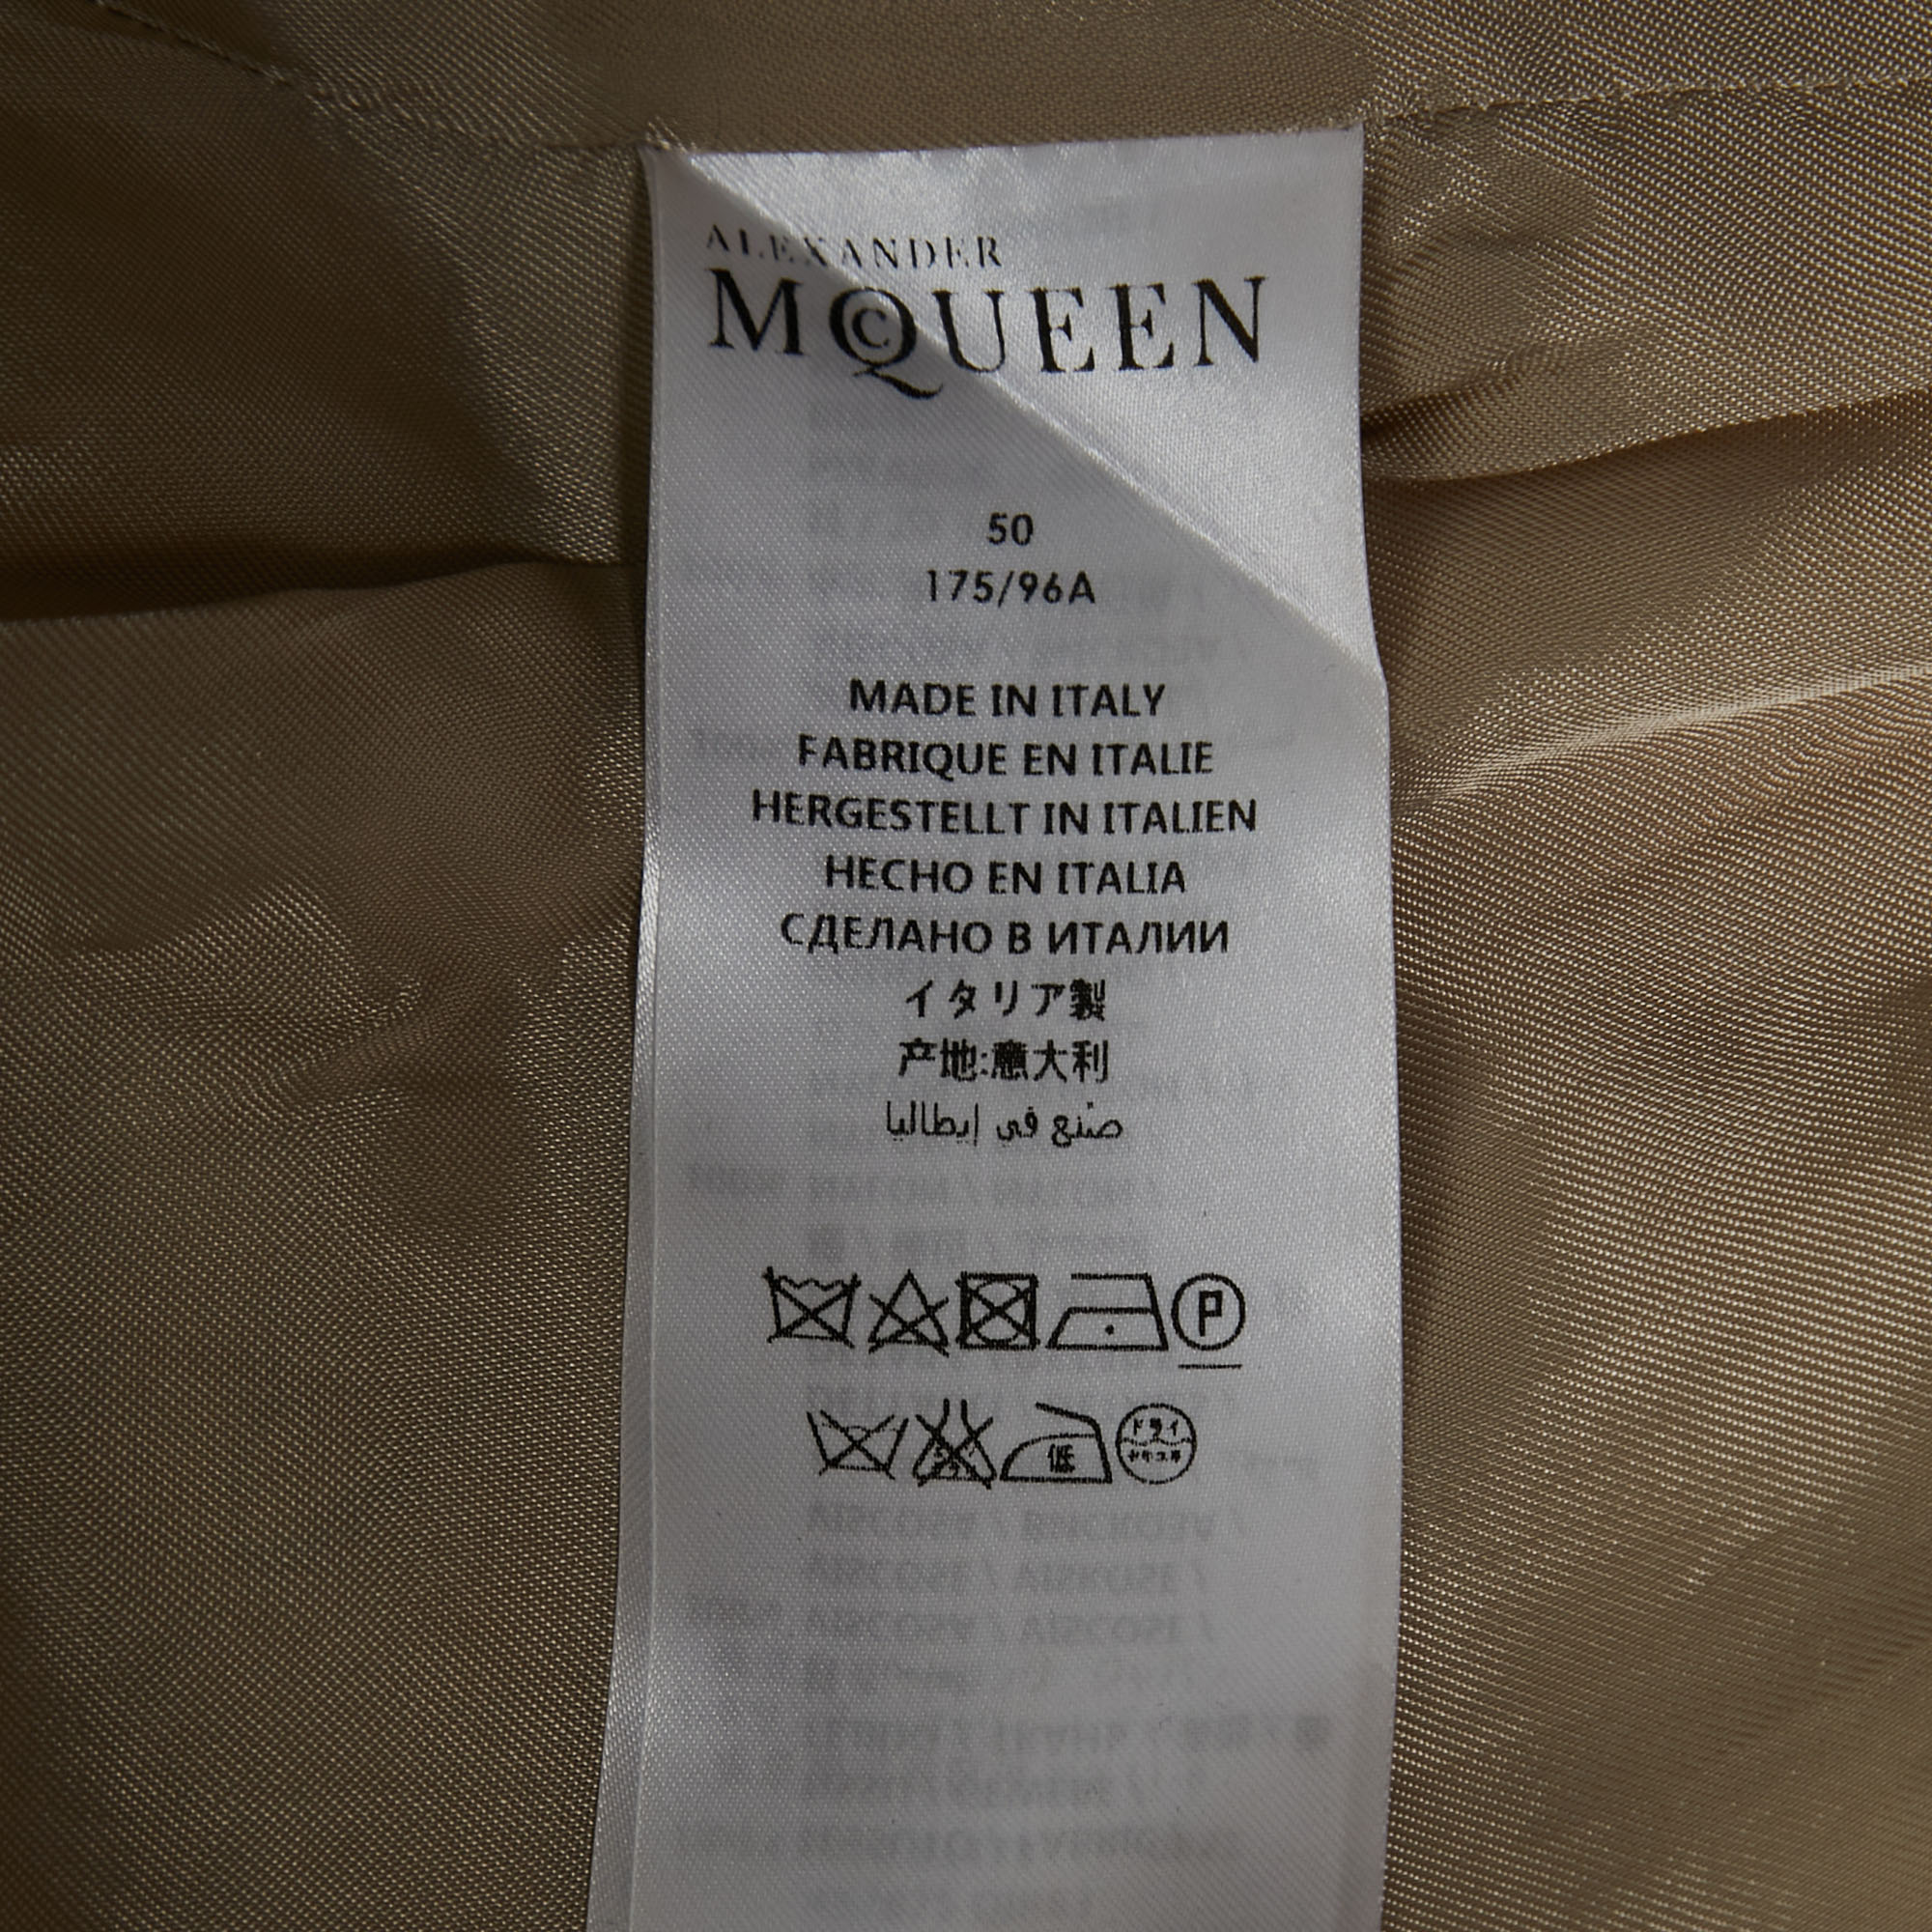 ALEXANDER
McQUEEN
50
175/96A
MADE IN ITALY
FABRIQUE EN ITALIE
HERGESTELLT IN ITALIEN
HECHO EN ITALIA
СДЕЛАНО В ИТАЛИИ
イタリア製
产地:意大利
صنع في إيطاليا
P
低 ドライ